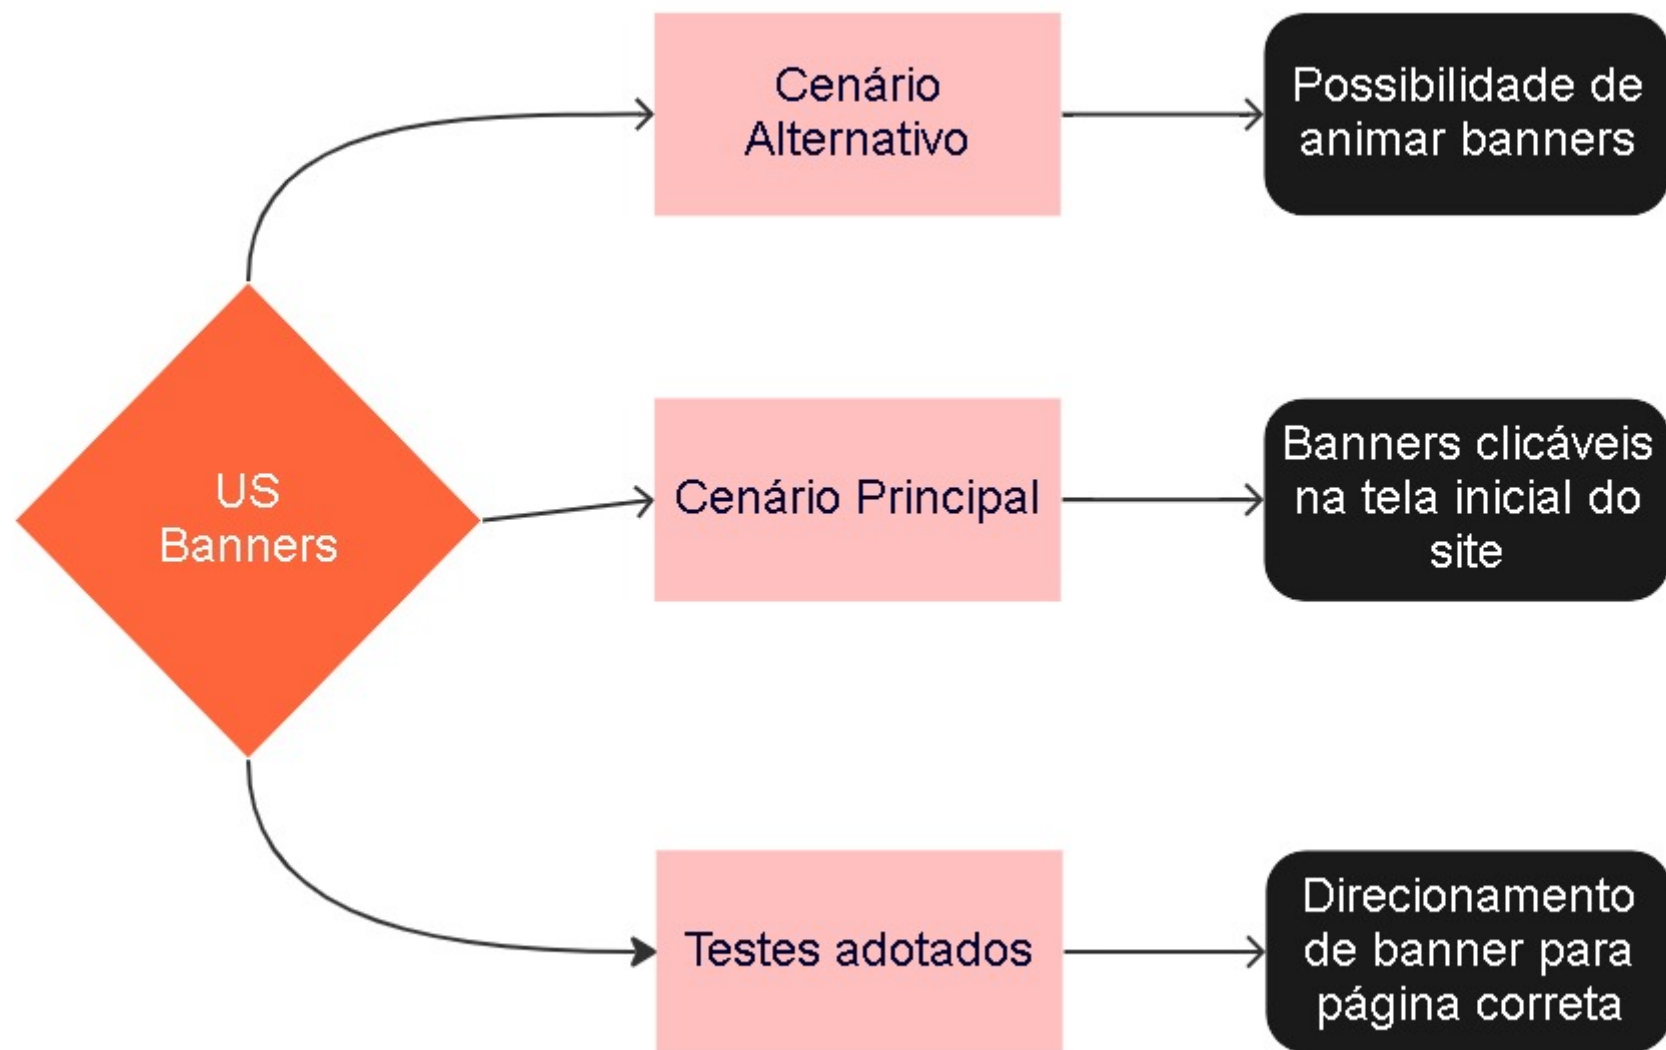 Cenário
Alternativo
Possibilidade de
animar banners
US
Banners
Cenário Principal
Banners clicáveis
na tela inicial do
site
Testes adotados
Direcionamento
de banner para
página correta